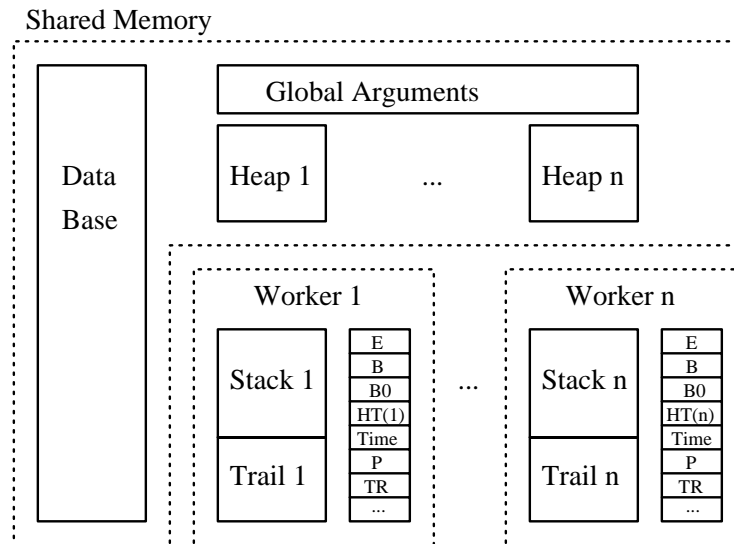 Shared Memory
Global Arguments
Data
Base
Heap 1
...
Heap n
Worker 1
Stack 1
Trail 1
E
B
B0
HT(1)
Time
P
TR
...
...
Worker n
Stack n
Trail n
E
B
B0
HT(n)
Time
P
TR
...